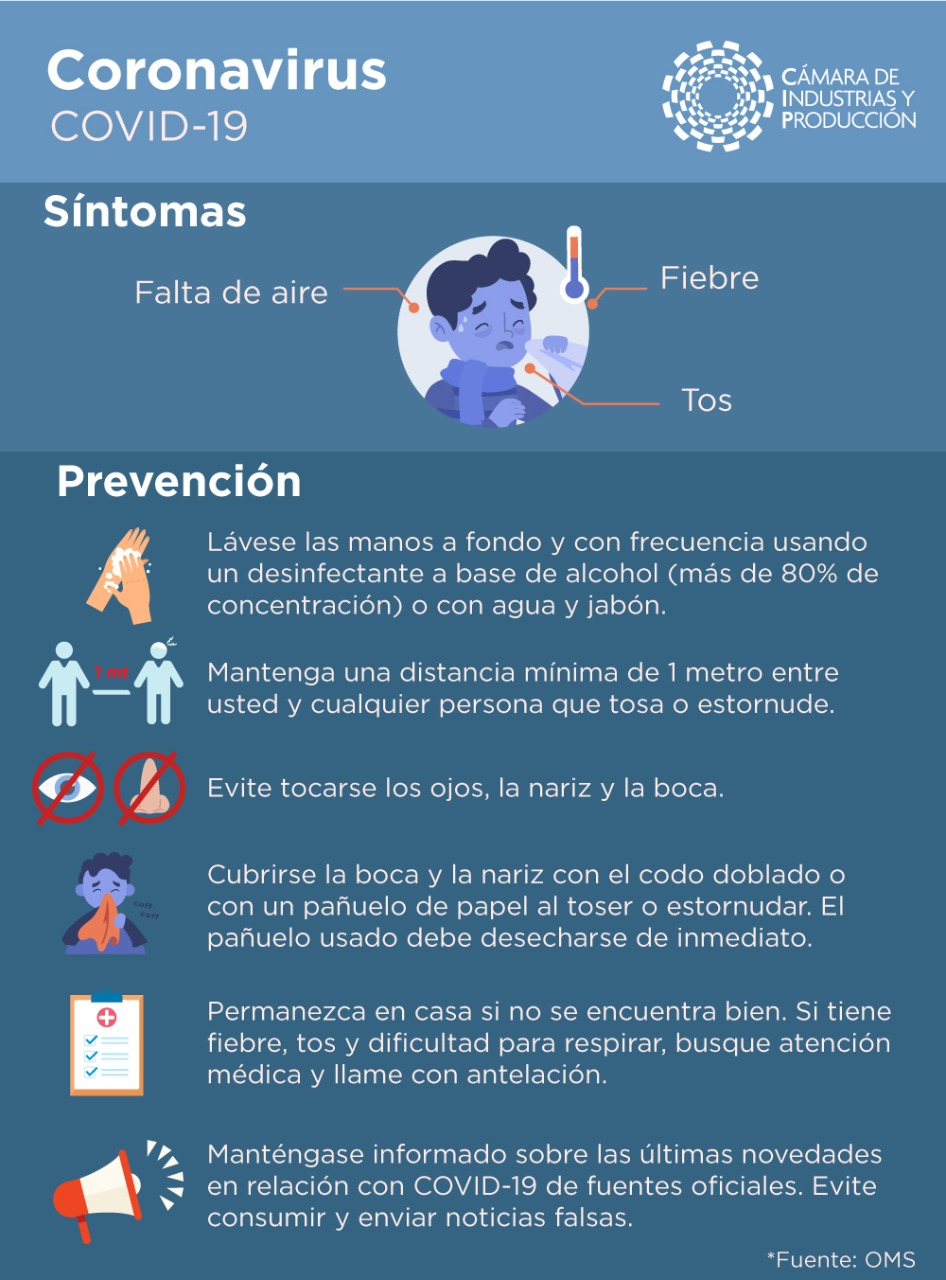 Coronavirus
COVID-19
CÁMARA DE
INDUSTRIAS Y
PRODUCCIÓN
Síntomas
Falta de aire
Fiebre
Tos
Prevención
Lávese las manos a fondo y con frecuencia usando
un desinfectante a base de alcohol (más de 80% de
concentración) o con agua y jabón.
1 mt
Mantenga una distancia mínima de 1 metro entre
usted y cualquier persona que tosa o estornude.
Evite tocarse los ojos, la nariz y la boca.
coff
coff
Cubrirse la boca y la nariz con el codo doblado o
con un pañuelo de papel al toser o estornudar. El
pañuelo usado debe desecharse de inmediato.
Permanezca en casa si no se encuentra bien. Si tiene
fiebre, tos y dificultad para respirar, busque atención
médica y llame con antelación.
Manténgase informado sobre las últimas novedades
en relación con COVID-19 de fuentes oficiales. Evite
consumir y enviar noticias falsas.
*Fuente: OMS